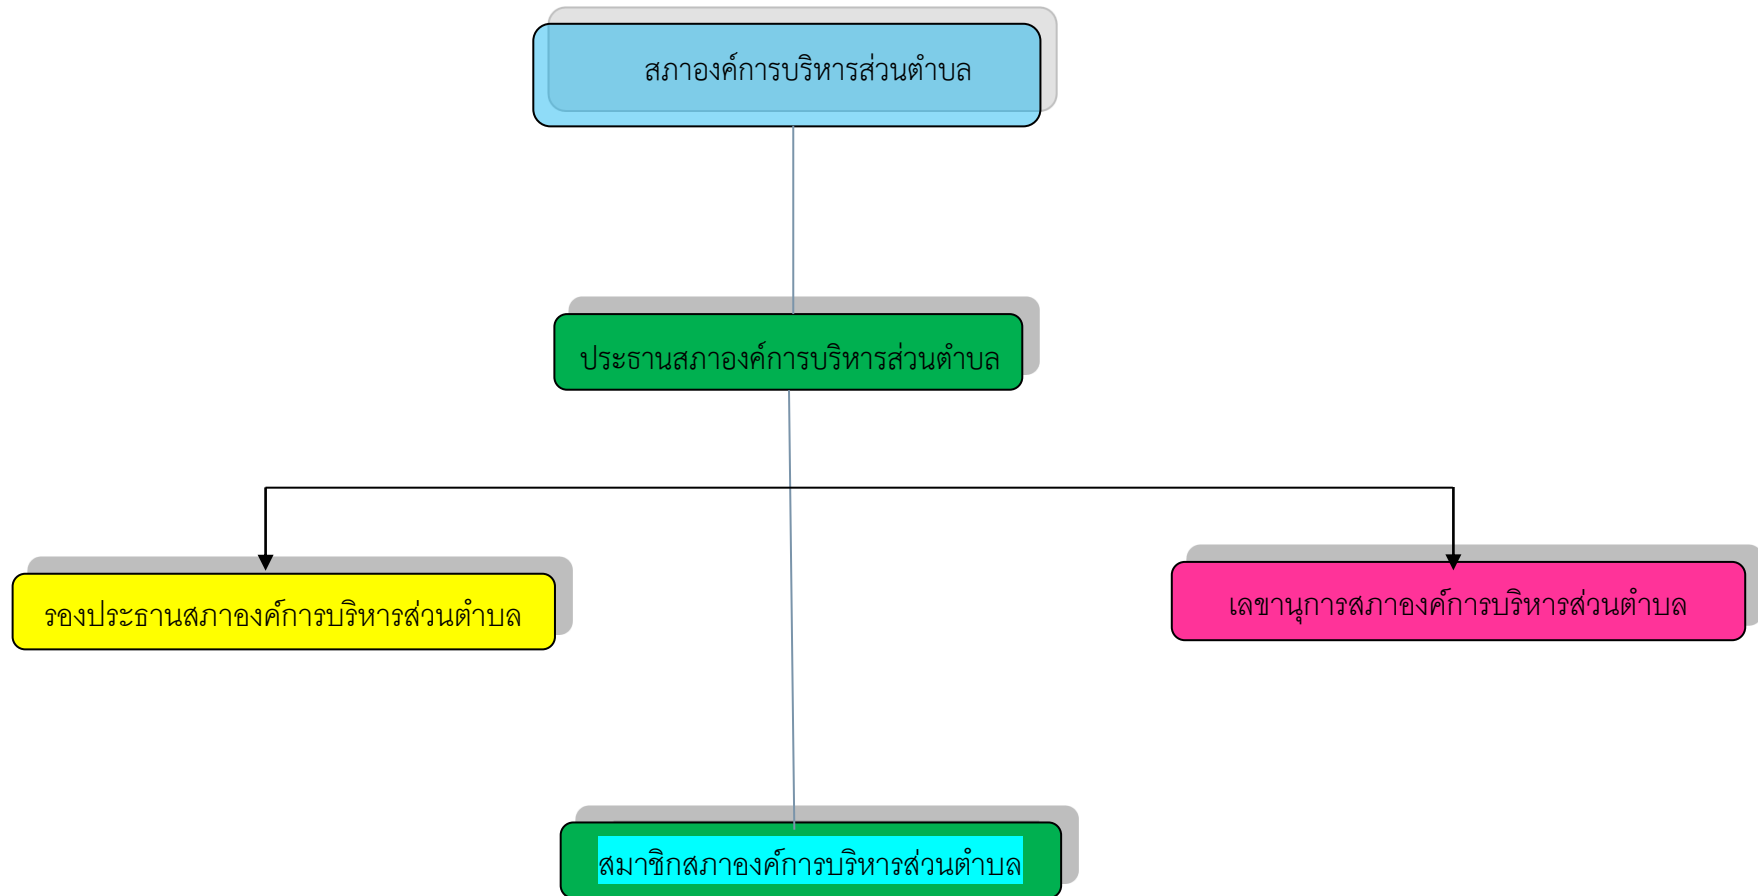 สภาองค์การบริหารส่วนตำบล
ประธานสภาองค์การบริหารส่วนตำบล
รองประธานสภาองค์การบริหารส่วนตำบล
เลขานุการสภาองค์การบริหารส่วนตำบล
สมาชิกสภาองค์การบริหารส่วนตำบล